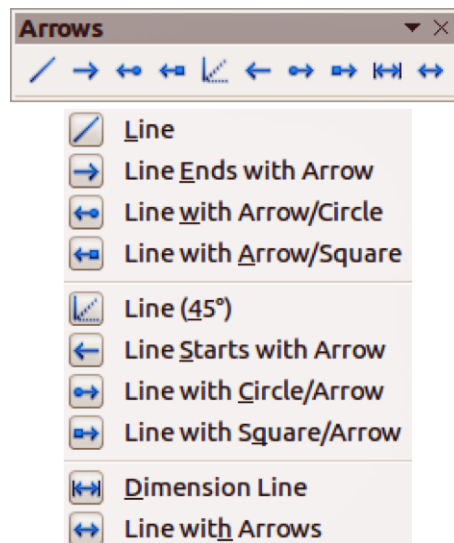 Arrows
Line
Line Ends with Arrow
Line with Arrow/Circle
Line with Arrow/Square
Line (45°)
Line Starts with Arrow
Line with Circle/Arrow
Line with Square/Arrow
Dimension Line
Line with Arrows